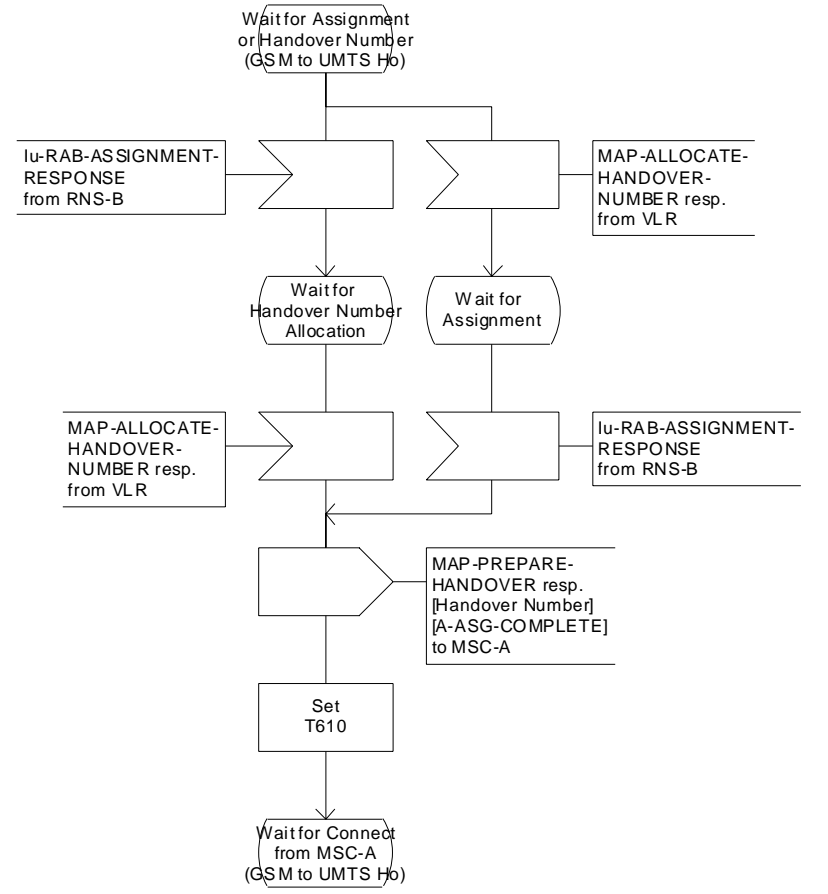 Wait for Assignment
or Handover Number
(GSM to UMTS Ho)
Iu-RAB-ASSIGNMENT-
RESPONSE
from RNS-B
MAP-ALLOCATE-
HANDOVER-
NUMBER resp.
from VLR
Wait for
Handover Number
Allocation
Wait for
Assignment
MAP-ALLOCATE-
HANDOVER-
NUMBER resp.
from VLR
Iu-RAB-ASSIGNMENT-
RESPONSE
from RNS-B
MAP-PREPARE-
HANDOVER resp.
[Handover Number]
[A-ASG-COMPLETE]
to MSC-A
Set
T610
Wait for Connect
from MSC-A
(GSM to UMTS Ho)